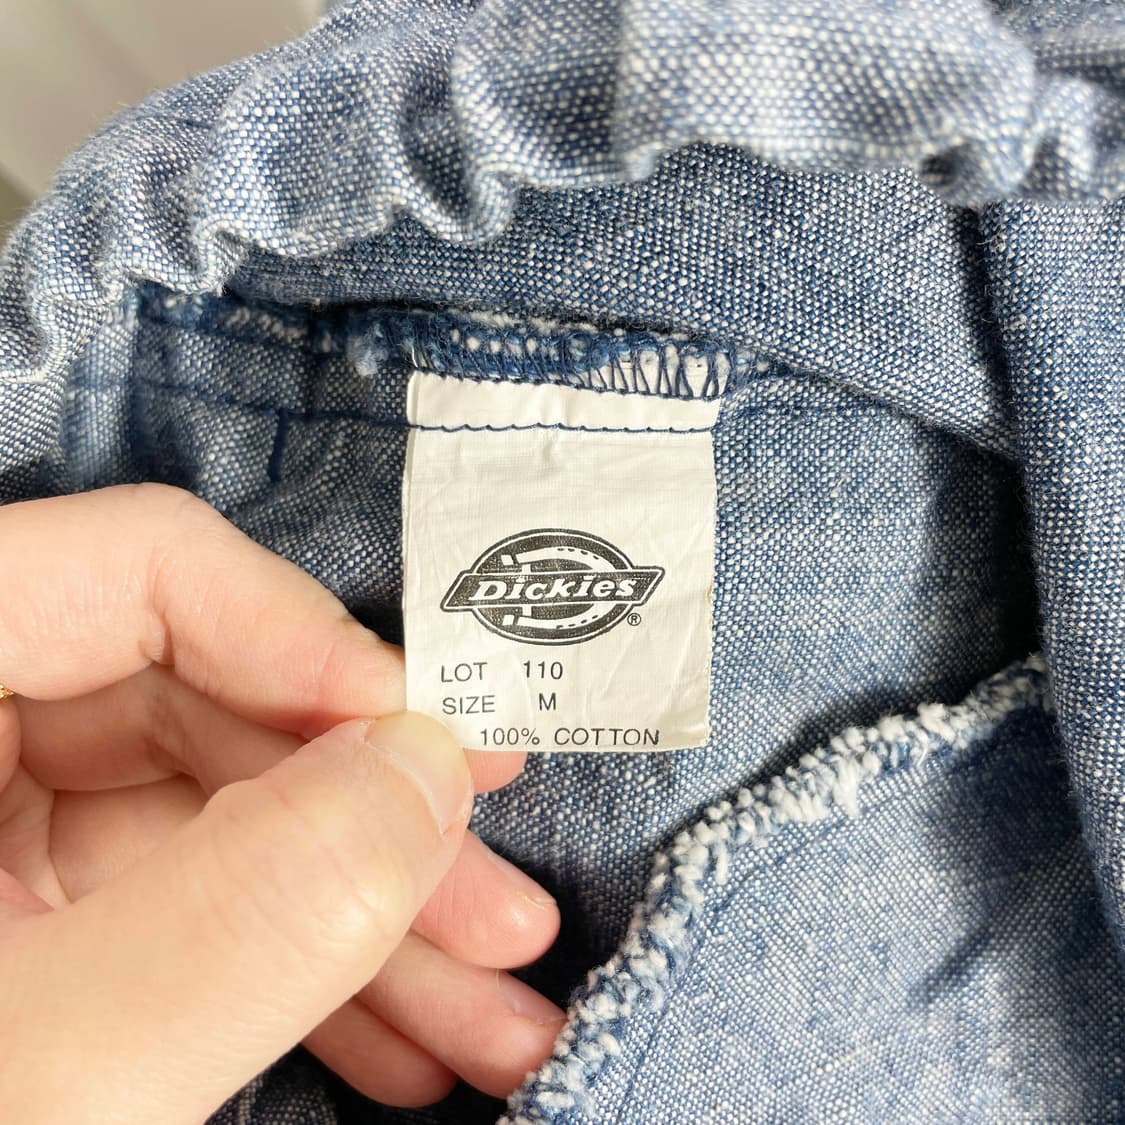 Dickies®
LOT 110
SIZE M
100% COTTON